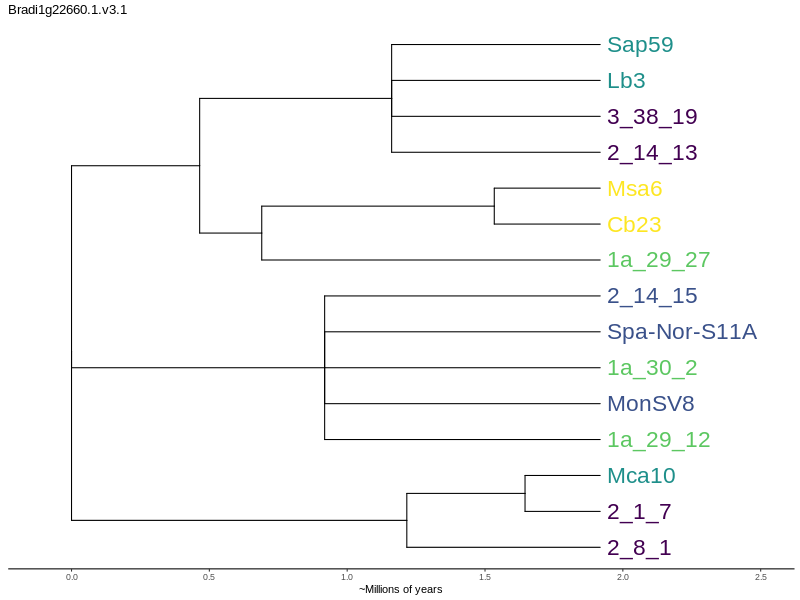 Bradi1g22660.1.v3.1
Sap59
Lb3
3_38_19
2_14_13
Msa6
Cb23
1a_29_27
2_14_15
Spa-Nor-S11A
1a_30_2
MonSV8
1a_29_12
Mca10
2_1_7
2_8_1
0.0 0.5 1.0 1.5 2.0 2.5
~Millions of years